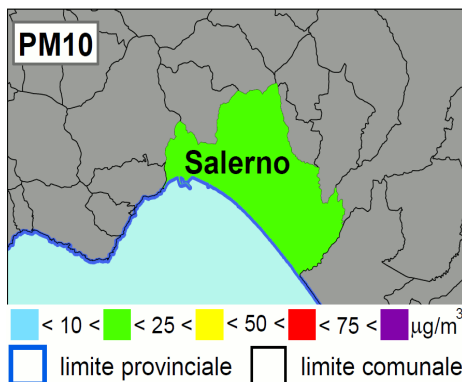 PM10
Salerno
< 10 < < 25 < < 50 < < 75 < μg/m³
limite provinciale limite comunale